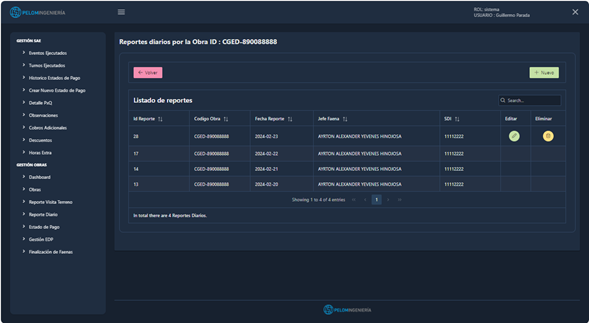 PELOMINGENIERÍA
ROL: sistema
USUARIO : Guillermo Parada
GESTIÓN SAE
Eventos Ejecutados
Turnos Ejecutados
Historico Estados de Pago
Crear Nuevo Estado de Pago
Detalle PxQ
Observaciones
Cobros Adicionales
Descuentos
Horas Extra
GESTIÓN OBRAS
Dashboard
Obras
Reporte Visita Terreno
Reporte Diario
Estado de Pago
Gestión EDP
Finalización de Faenas
Reportes diarios por la Obra ID : CGED-890088888
Volver
Nuevo
Listado de reportes
Search...
Id Reporte Codigo Obra Fecha Reporte Jefe Faena SDI Editar Eliminar
28 CGED-890088888 2024-02-23 AYRTON ALEXANDER YEVENES HINOJOSA 11112222
17 CGED-890088888 2024-02-22 AYRTON ALEXANDER YEVENES HINOJOSA 11112222
14 CGED-890088888 2024-02-21 AYRTON ALEXANDER YEVENES HINOJOSA 11112222
13 CGED-890088888 2024-02-20 AYRTON ALEXANDER YEVENES HINOJOSA 11112222
Showing 1 to 4 of 4 entries 1
In total there are 4 Reportes Diarios.
PELOMINGENIERÍA